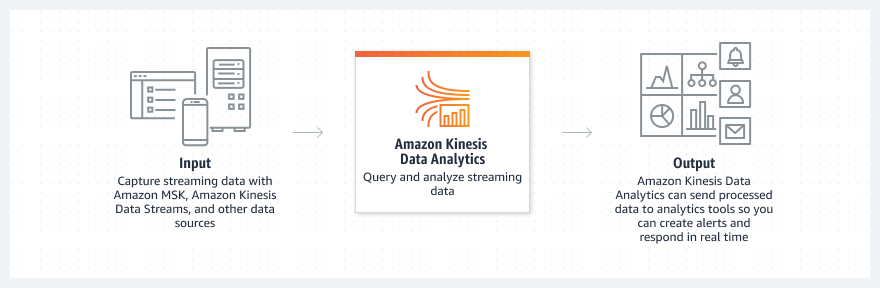 Input
Capture streaming data with
Amazon MSK, Amazon Kinesis
Data Streams, and other data
sources
Amazon Kinesis
Data Analytics
Query and analyze streaming
data
Output
Amazon Kinesis Data
Analytics can send processed
data to analytics tools so you
can create alerts and
respond in real time